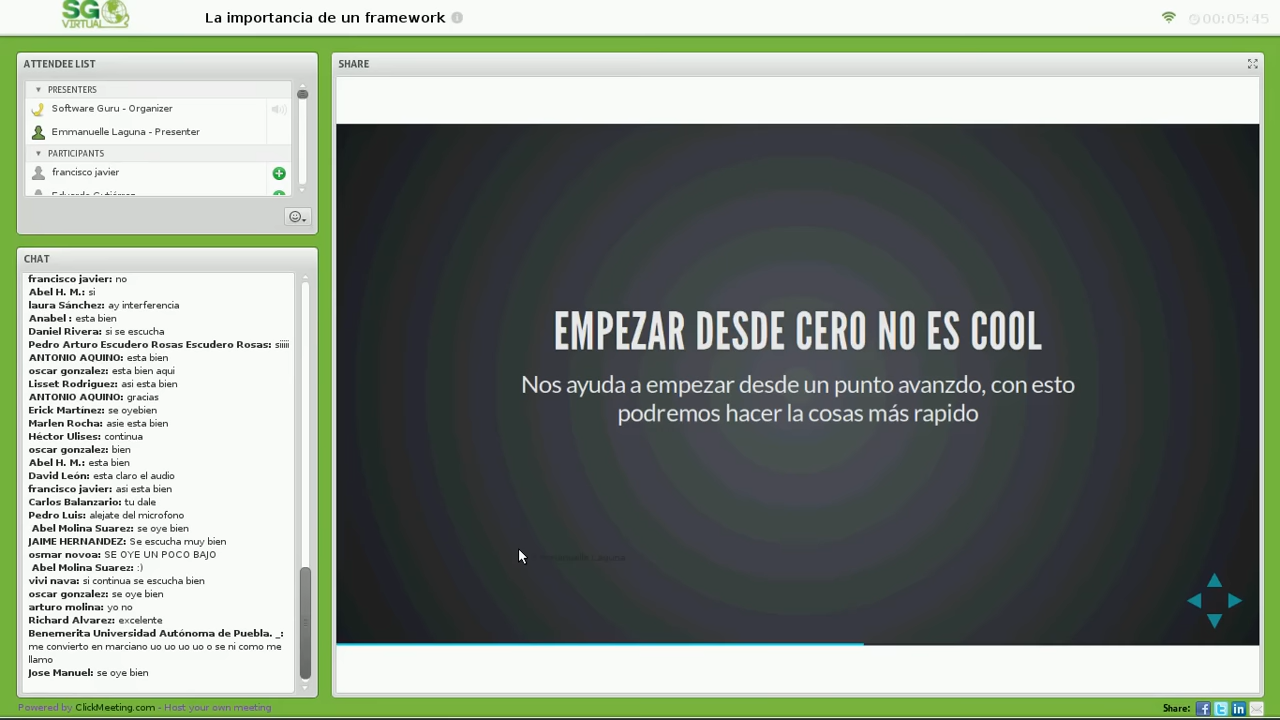 SG
VIRTUAL
La importancia de un framework
00:05:45
ATTENDEE LIST
PRESENTERS
Software Guru - Organizer
Emmanuelle Laguna - Presenter
PARTICIPANTS
francisco javier
Eduardo Gutiérrez
CHAT
francisco javier: no
Abel H. M.: si
laura Sánchez: ay interferencia
Anabel : esta bien
Daniel Rivera: si se escucha
Pedro Arturo Escudero Rosas Escudero Rosas: siiiii
ANTONIO AQUINO: esta bien
oscar gonzalez: esta bien aqui
Lisset Rodriguez: asi esta bien
ANTONIO AQUINO: gracias
Erick Martínez: se oyebien
Marlen Rocha: asie esta bien
Héctor Ulises: continua
oscar gonzalez: bien
Abel H. M.: esta bien
David León: esta claro el audio
francisco javier: asi esta bien
Carlos Balanzario: tu dale
Pedro Luis: alejate del microfono
Abel Molina Suarez: se oye bien
JAIME HERNANDEZ: Se escucha muy bien
osmar novoa: SE OYE UN POCO BAJO
Abel Molina Suarez: :)
vivi nava: si continua se escucha bien
oscar gonzalez: se oye bien
arturo molina: yo no
Richard Alvarez: excelente
Benemerita Universidad Autónoma de Puebla. _:
me convierto en marciano uo uo uo uo o se ni como me
llamo
Jose Manuel: se oye bien
SHARE
EMPEZAR DESDE CERO NO ES COOL
Nos ayuda a empezar desde un punto avanzdo, con esto
podremos hacer la cosas más rapido
Emmanuelle Laguna
Powered by ClickMeeting.com - Host your own meeting
Share: